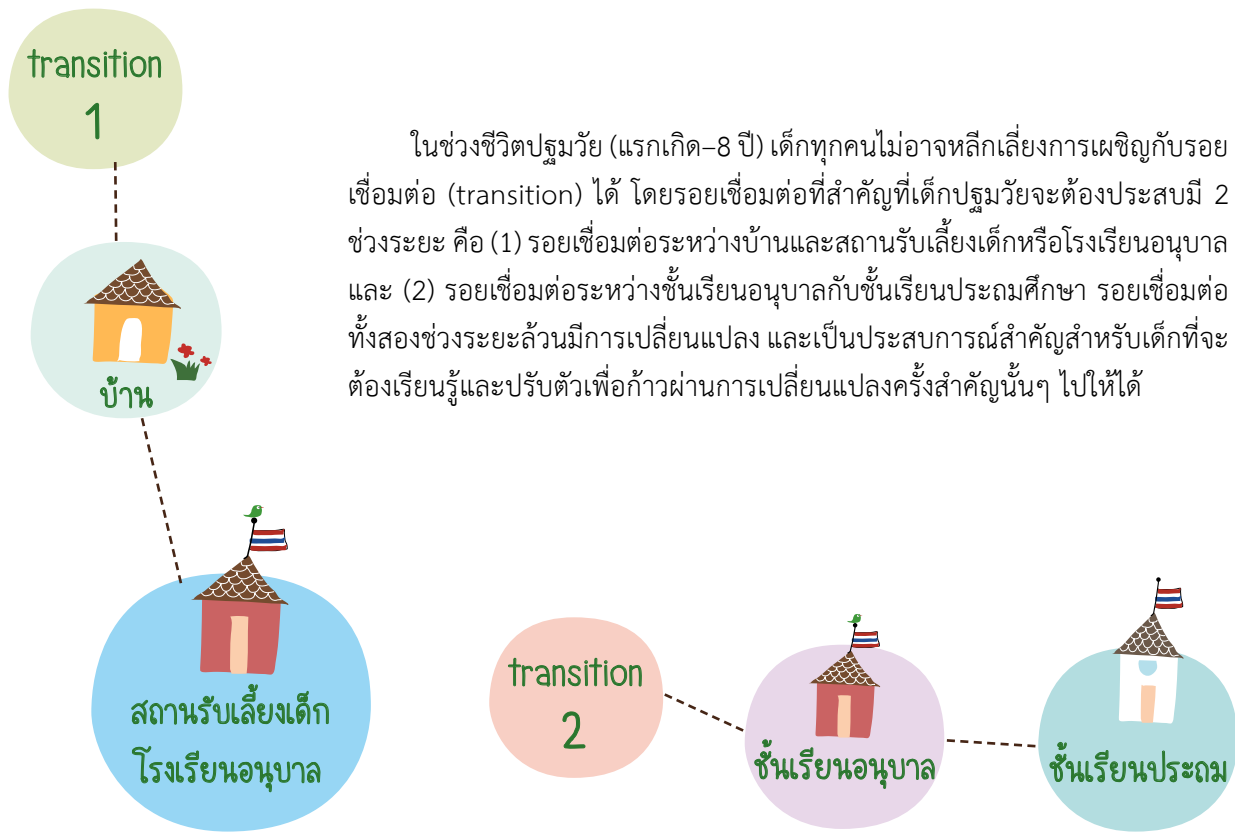 transition
1
ในช่วงชีวิตปฐมวัย (แรกเกิด–8 ปี) เด็กทุกคนไม่อาจหลีกเลี่ยงการเผชิญกับรอย
เชื่อมต่อ (transition) ได้ โดยรอยเชื่อมต่อที่สำคัญที่เด็กปฐมวัยจะต้องประสบมี 2
ช่วงระยะ คือ (1) รอยเชื่อมต่อระหว่างบ้านและสถานรับเลี้ยงเด็กหรือโรงเรียนอนุบาล
และ (2) รอยเชื่อมต่อระหว่างชั้นเรียนอนุบาลกับชั้นเรียนประถมศึกษา รอยเชื่อมต่อ
ทั้งสองช่วงระยะล้วนมีการเปลี่ยนแปลง และเป็นประสบการณ์สำคัญสำหรับเด็กที่จะ
ต้องเรียนรู้และปรับตัวเพื่อก้าวผ่านการเปลี่ยนแปลงครั้งสำคัญนั้นๆ ไปให้ได้
บ้าน
สถานรับเลี้ยงเด็ก
โรงเรียนอนุบาล
transition
2
ชั้นเรียนอนุบาล
ชั้นเรียนประถม